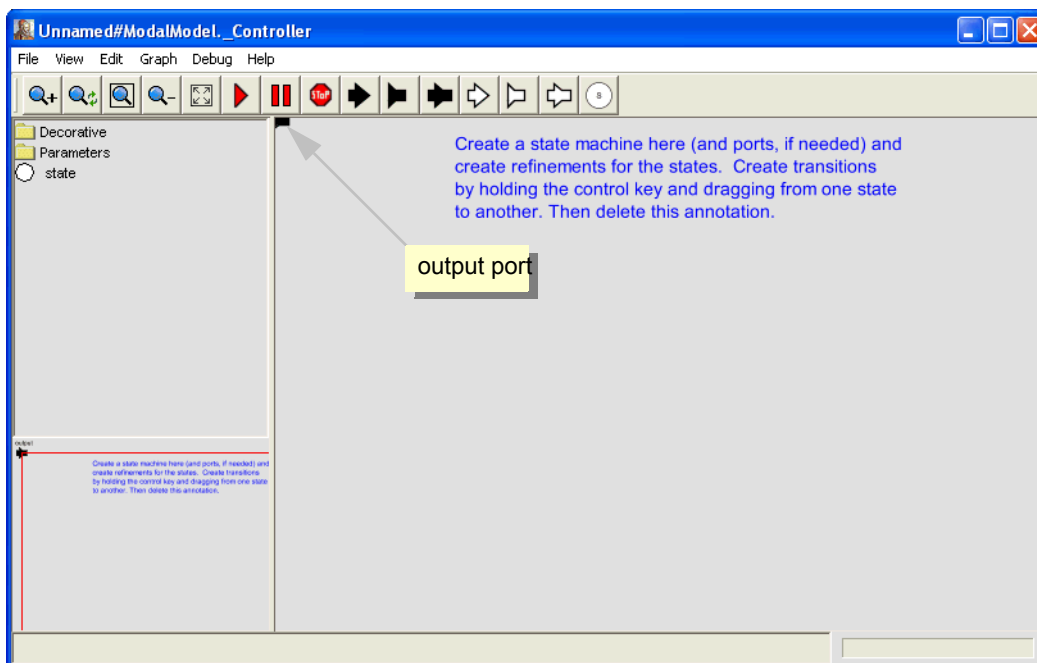 Unnamed#ModalModel._Controller
File View Edit Graph Debug Help
STOP
S
Decorative
Parameters
state
Create a state machine here (and ports, if needed) and
create refinements for the states. Create transitions
by holding the control key and dragging from one state
to another. Then delete this annotation.
output port
output
Create a state machine here (and ports, if needed) and
create refinements for the states. Create transitions
by holding the control key and dragging from one state
to another. Then delete this annotation.